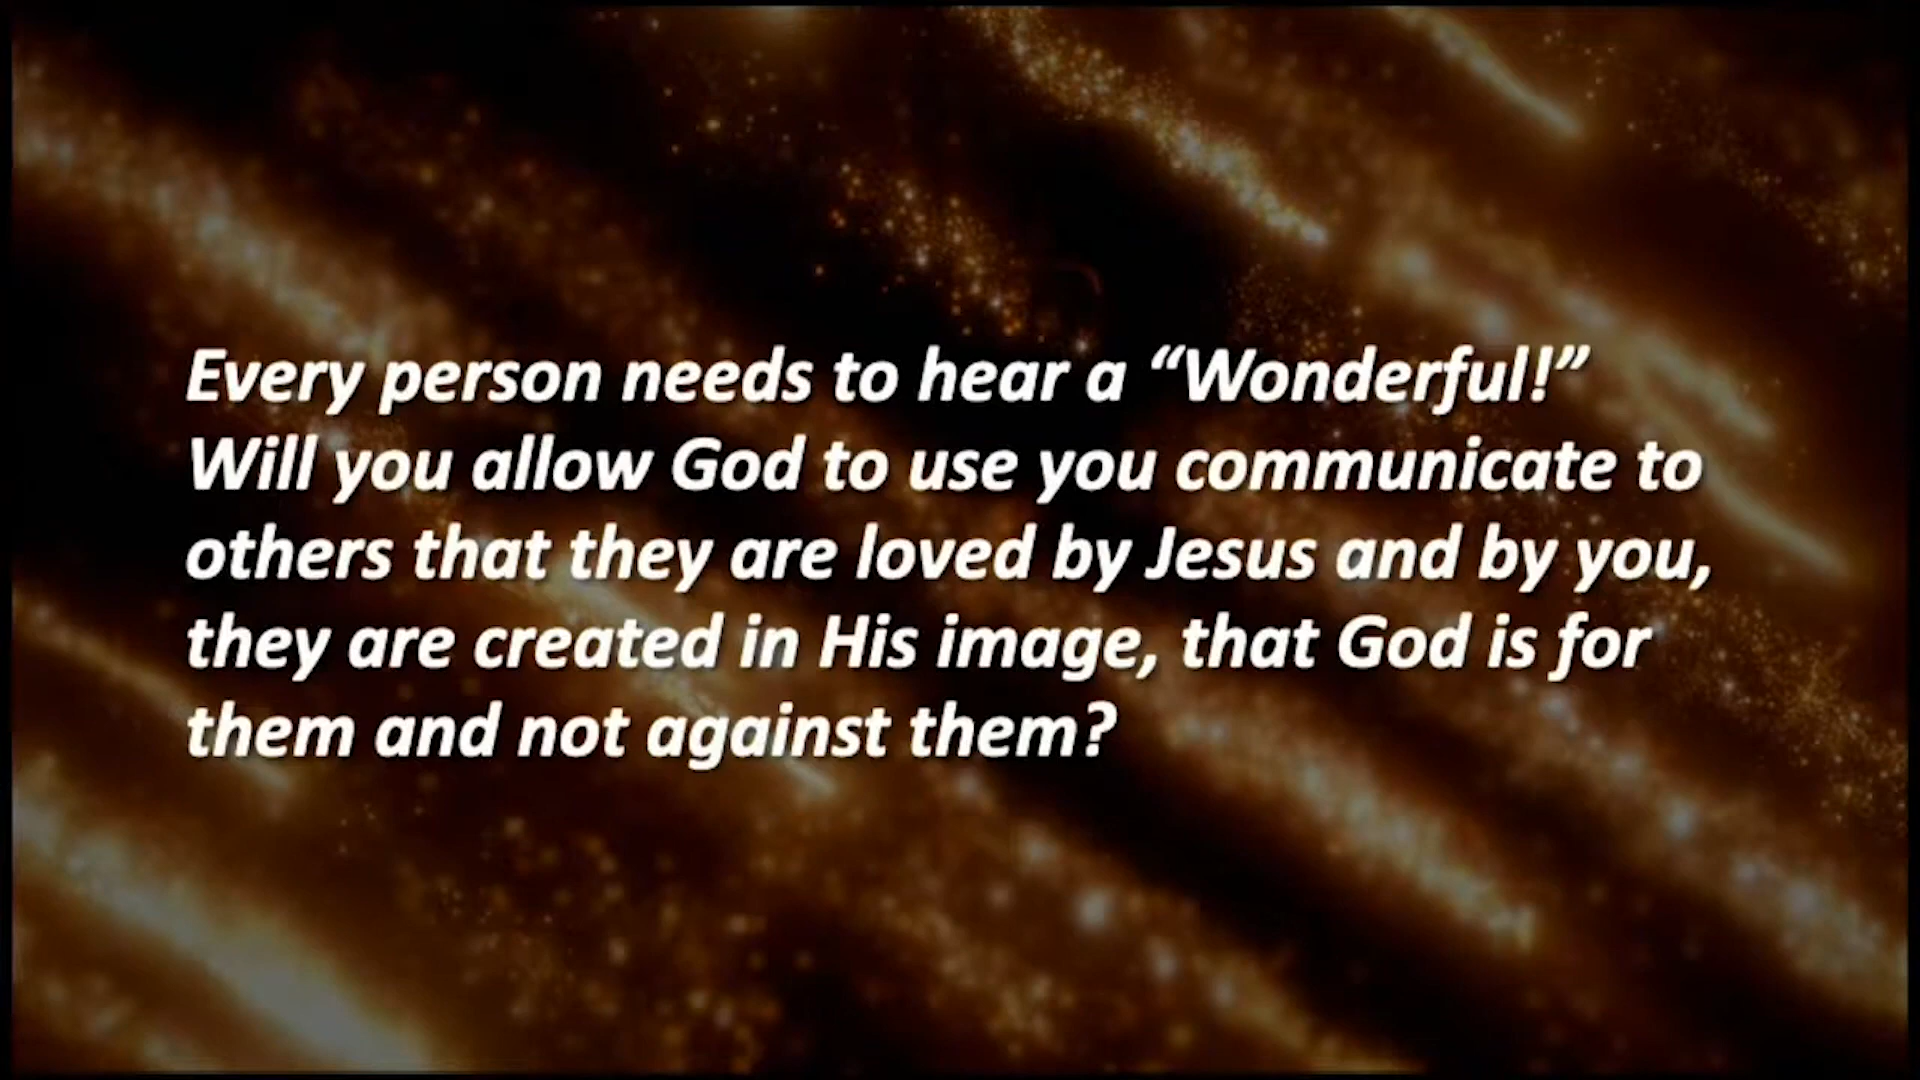 Every person needs to hear a “Wonderful!”
Will you allow God to use you communicate to
others that they are loved by Jesus and by you,
they are created in His image, that God is for
them and not against them?